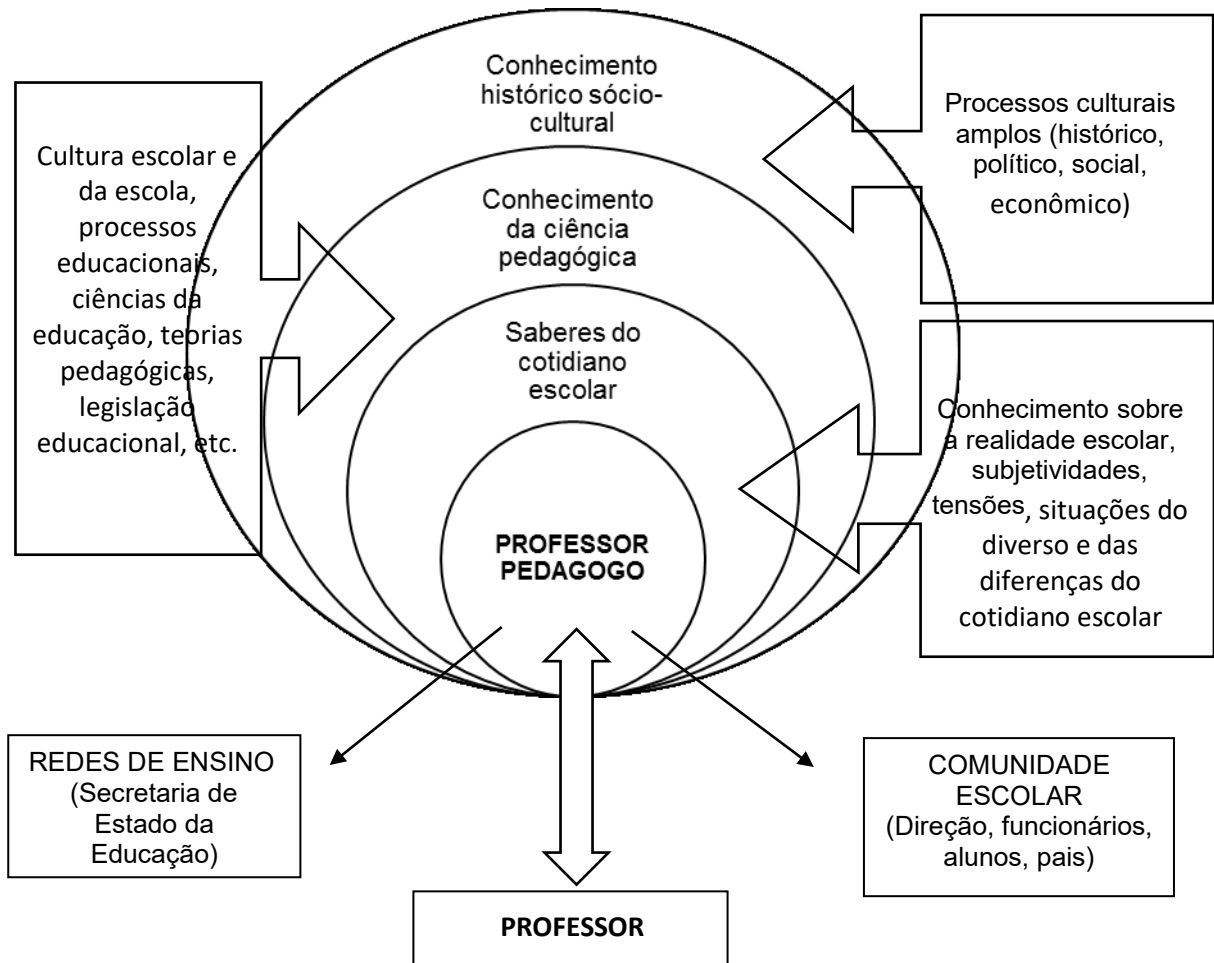 Conhecimento
histórico sócio-
cultural
Conhecimento
da ciência
pedagógica
Saberes do
cotidiano
escolar
PROFESSOR
PEDAGOGO
Cultura escolar e
da escola,
processos
educacionais,
ciências da
educação, teorias
pedagógicas,
legislação
educacional, etc.
Processos culturais
amplos (histórico,
político, social,
econômico)
Conhecimento sobre
a realidade escolar,
subjetividades,
tensões, situações do
diverso e das
diferenças do
cotidiano escolar
REDES DE ENSINO
(Secretaria de
Estado da
Educação)
COMUNIDADE
ESCOLAR
(Direção, funcionários,
alunos, pais)
PROFESSOR